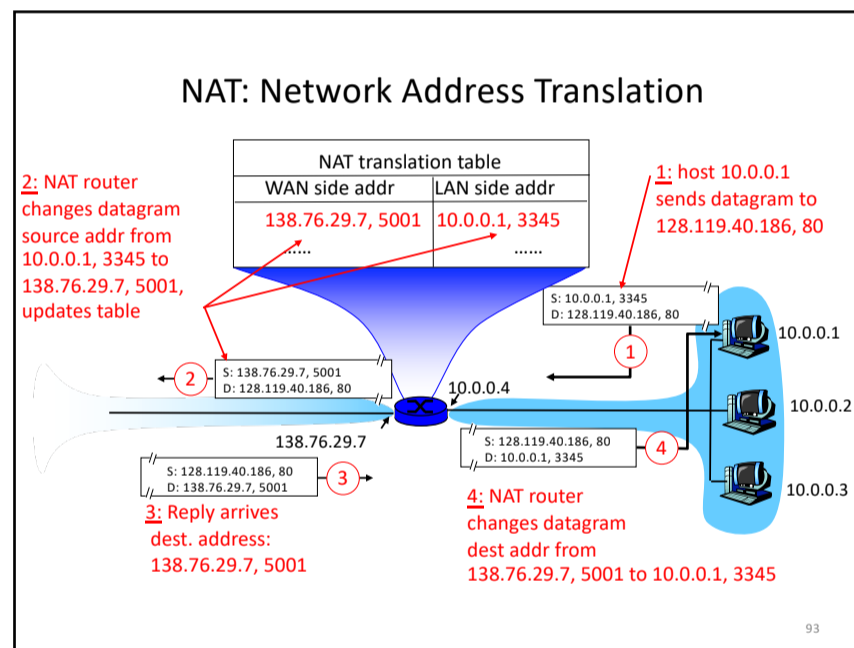 NAT: Network Address Translation
NAT translation table
WAN side addr
LAN side addr
138.76.29.7, 5001
10.0.0.1, 3345
......
......
2: NAT router
changes datagram
source addr from
10.0.0.1, 3345 to
138.76.29.7, 5001,
updates table
1: host 10.0.0.1
sends datagram to
128.119.40.186, 80
S: 10.0.0.1, 3345
D: 128.119.40.186, 80
1
10.0.0.1
S: 138.76.29.7, 5001
D: 128.119.40.186, 80
2
10.0.0.4
10.0.0.2
138.76.29.7
S: 128.119.40.186, 80
D: 10.0.0.1, 3345
4
S: 128.119.40.186, 80
D: 138.76.29.7, 5001
3
10.0.0.3
3: Reply arrives
dest. address:
138.76.29.7, 5001
4: NAT router
changes datagram
dest addr from
138.76.29.7, 5001 to 10.0.0.1, 3345
93